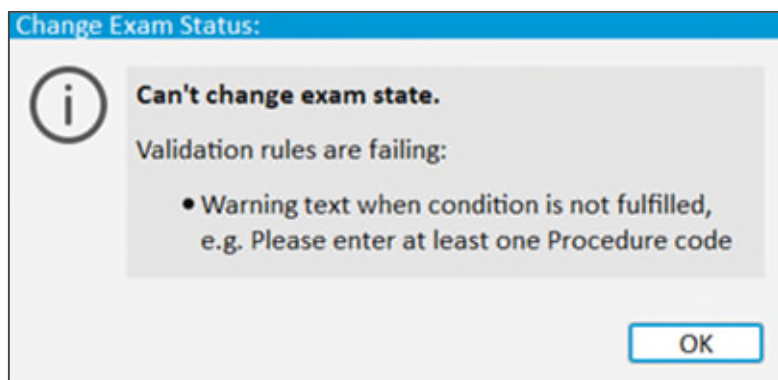 Change Exam Status:
Can't change exam state.
Validation rules are failing:
• Warning text when condition is not fulfilled,
e.g. Please enter at least one Procedure code
OK